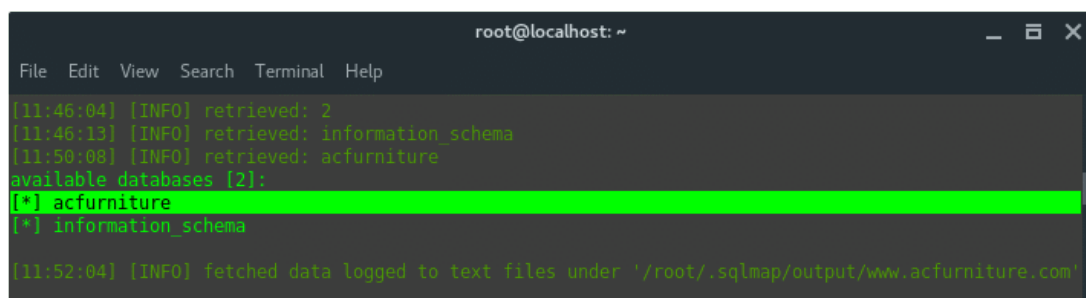 root@localhost: ~
File Edit View Search Terminal Help
[11:46:04] [INFO] retrieved: 2
[11:46:13] [INFO] retrieved: information_schema
[11:50:08] [INFO] retrieved: acfurniture
available databases [2]:
[*] acfurniture
[*] information_schema
[11:52:04] [INFO] fetched data logged to text files under '/root/.sqlmap/output/www.acfurniture.com'